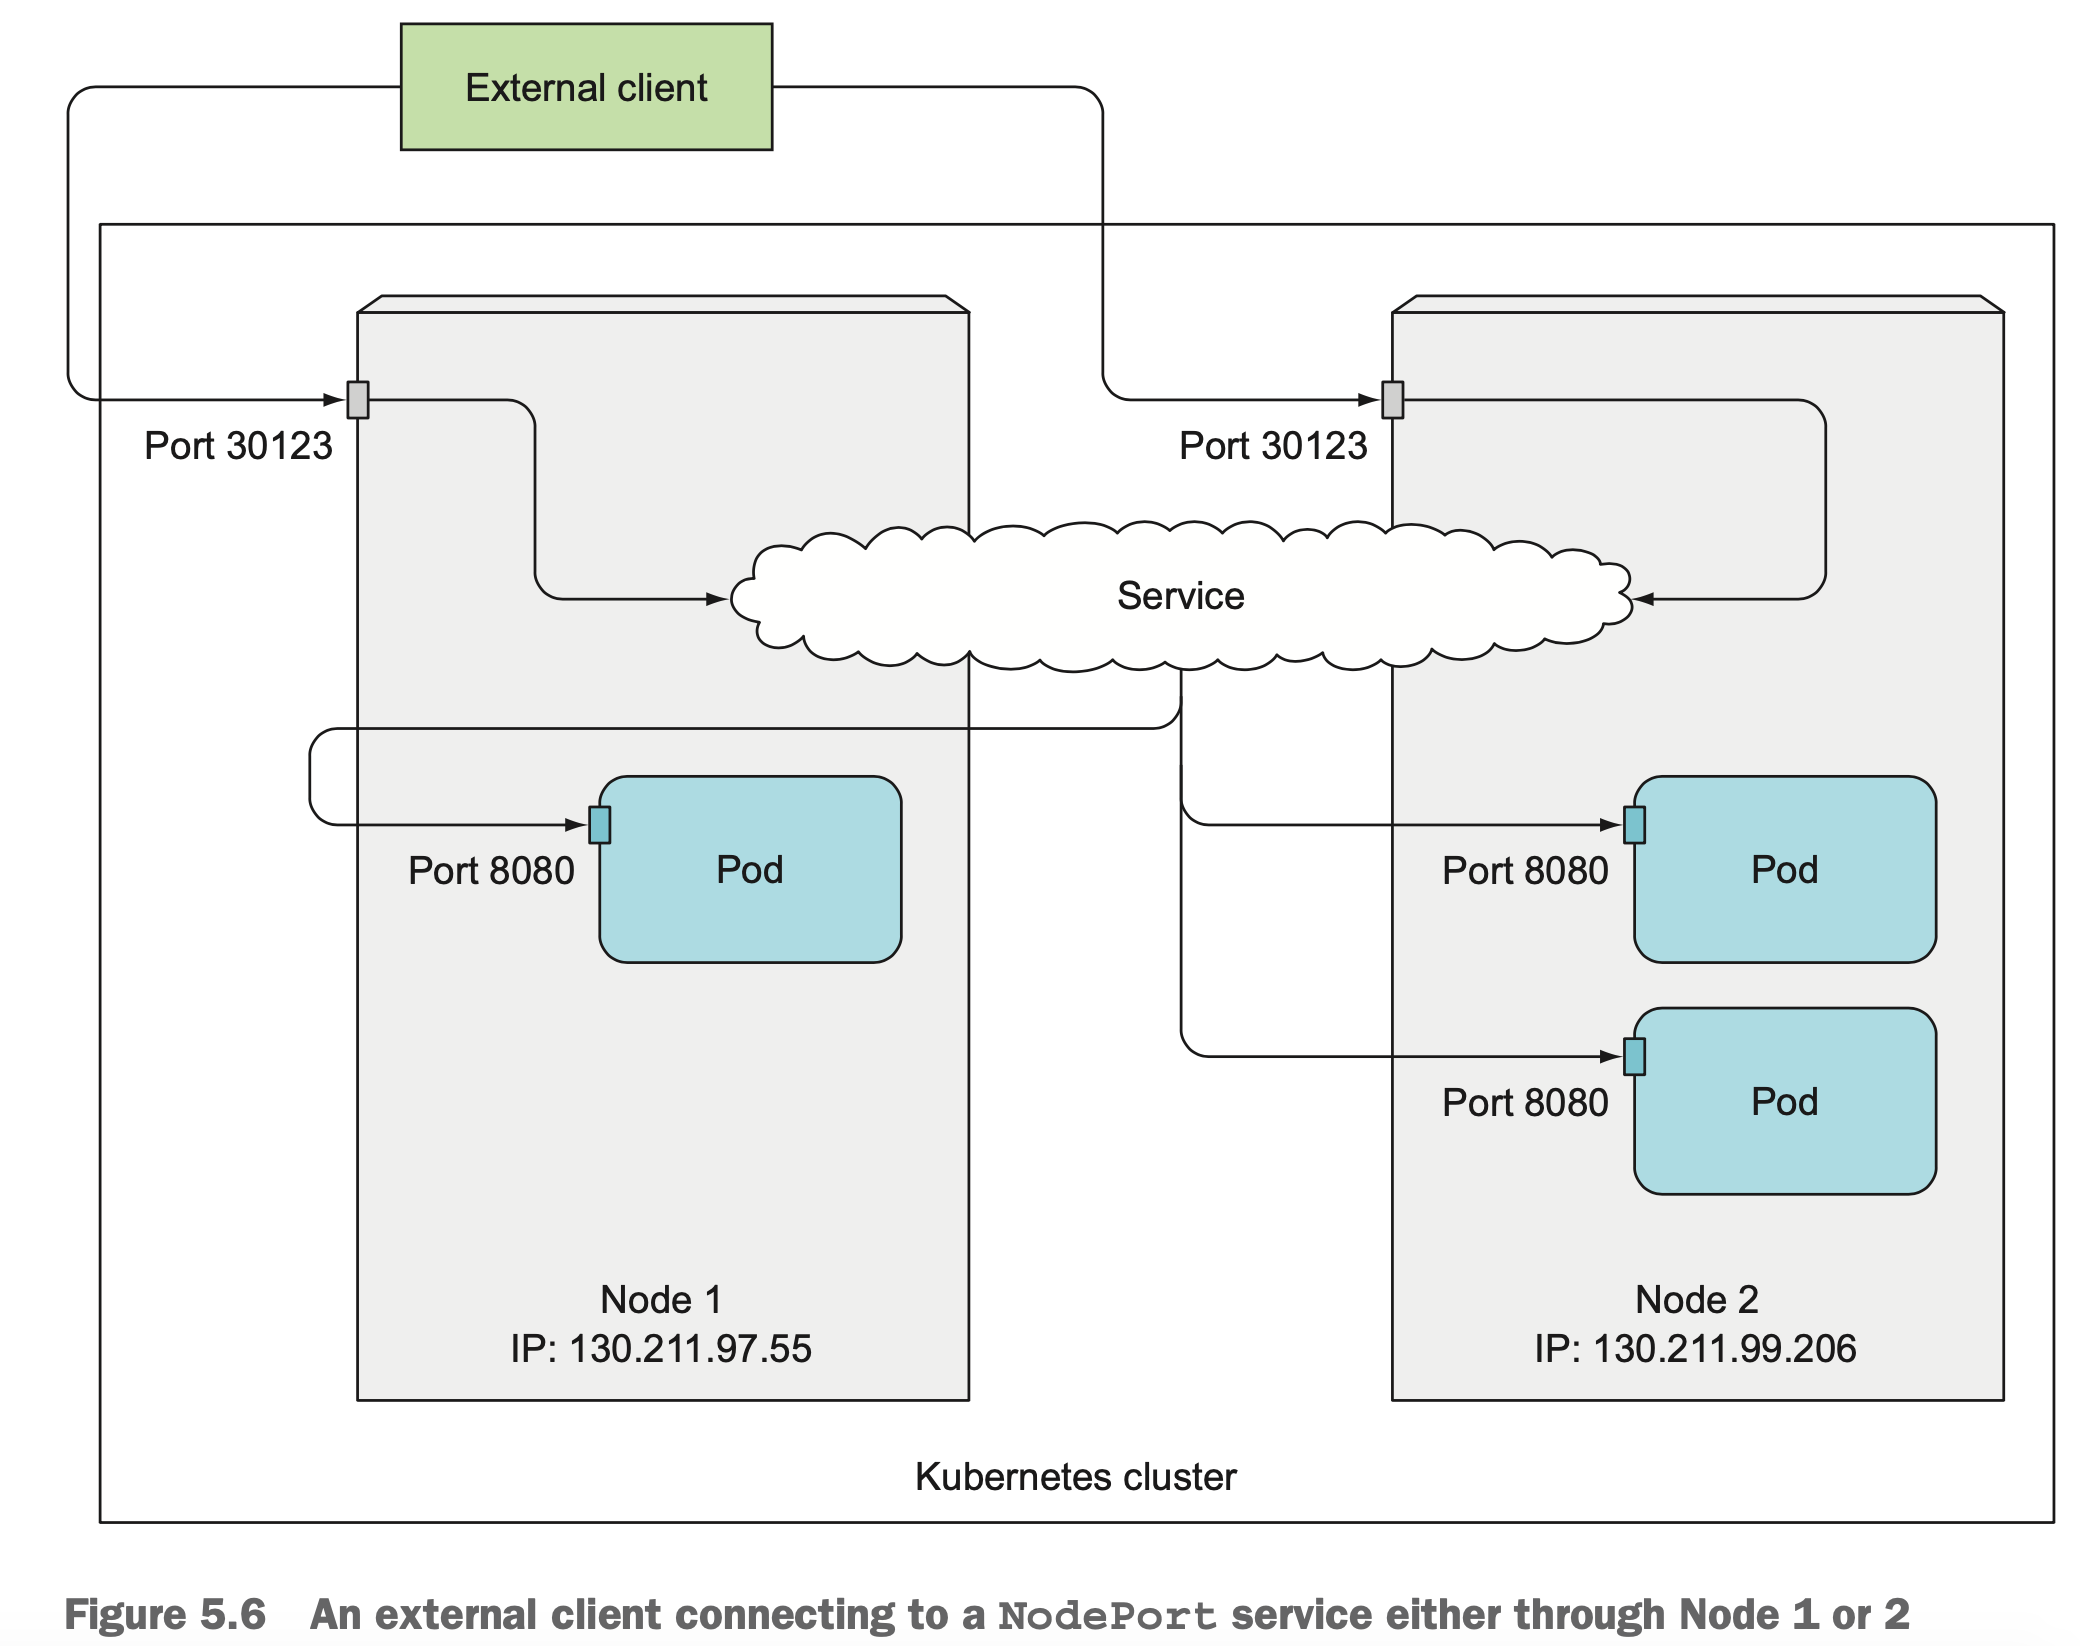 External client
Port 30123
Port 30123
Service
Port 8080
Pod
Port 8080
Pod
Port 8080
Pod
Node 1
IP: 130.211.97.55
Node 2
IP: 130.211.99.206
Kubernetes cluster
Figure 5.6 An external client connecting to a NodePort service either through Node 1 or 2